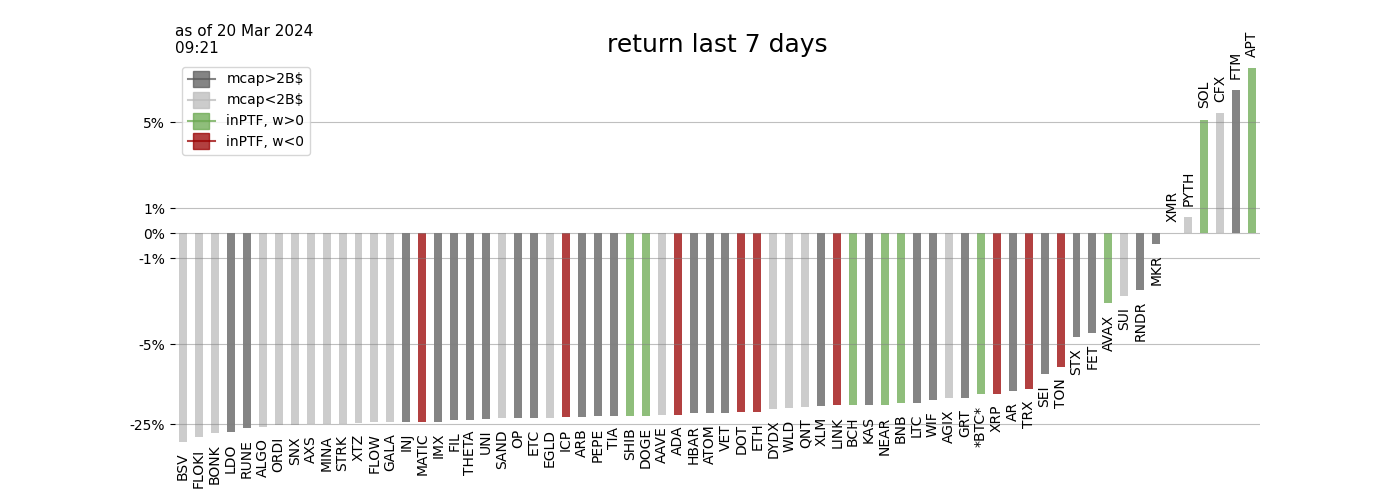 as of 20 Mar 2024
09:21
return last 7 days
mcap>2B$
mcap<2B$
inPTF, w>0
inPTF, w<0
5%
1%
0%
-1%
-5%
-25%
BSV
FLOKI
BONK
LDO
RUNE
ALGO
ORDI
SNX
AXS
MINA
STRK
XTZ
FLOW
GALA
INJ
MATIC
IMX
FIL
THETA
UNI
SAND
OP
ETC
EGLD
ICP
ARB
PEPE
TIA
SHIB
DOGE
AAVE
ADA
HBAR
ATOM
VET
DOT
ETH
DYDX
WLD
QNT
XLM
LINK
BCH
KAS
NEAR
BNB
LTC
WIF
AGIX
GRT
*BTC*
XRP
AR
TRX
SEI
TON
STX
FET
AVAX
SUI
RNDR
MKR
XMR
PYTH
SOL
CFX
FTM
APT